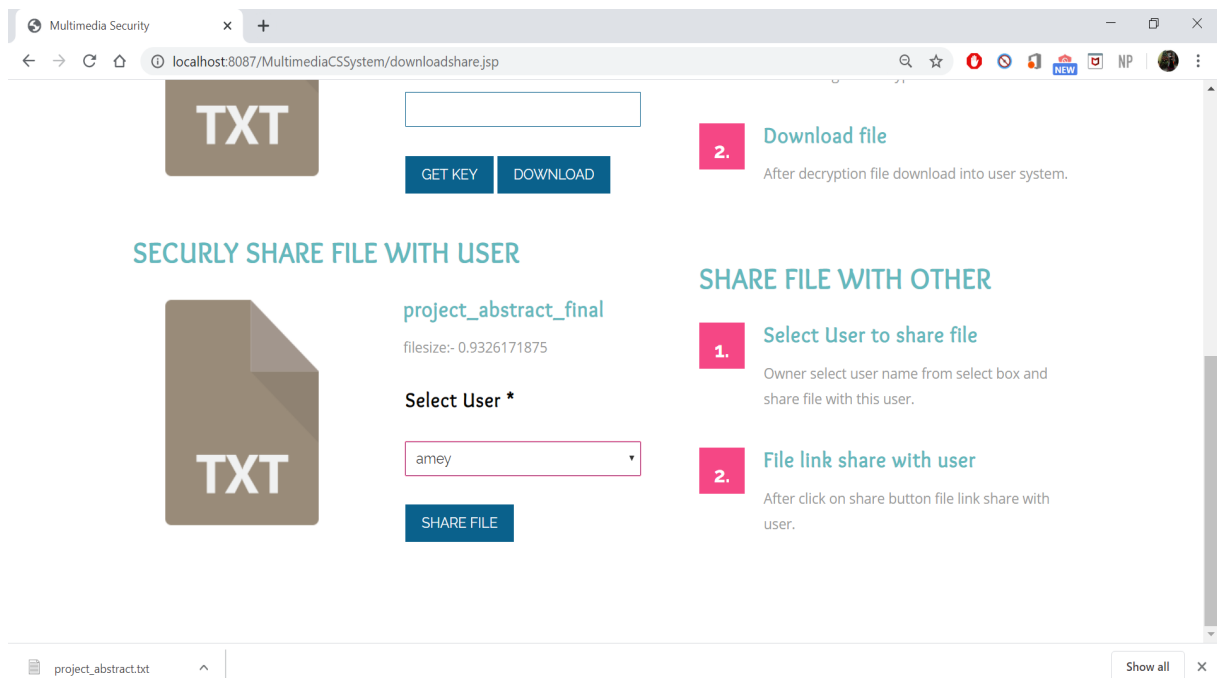 Multimedia Security
localhost:8087/MultimediaCSSystem/downloadshare.jsp
NEW
NP
TXT
GET KEY
DOWNLOAD
2.
Download file
After decryption file download into user system.
SECURLY SHARE FILE WITH USER
TXT
project_abstract_final
filesize:- 0.9326171875
Select User *
amey
SHARE FILE
SHARE FILE WITH OTHER
1.
Select User to share file
Owner select user name from select box and
share file with this user.
2.
File link share with user
After click on share button file link share with
user.
project_abstract.txt
Show all